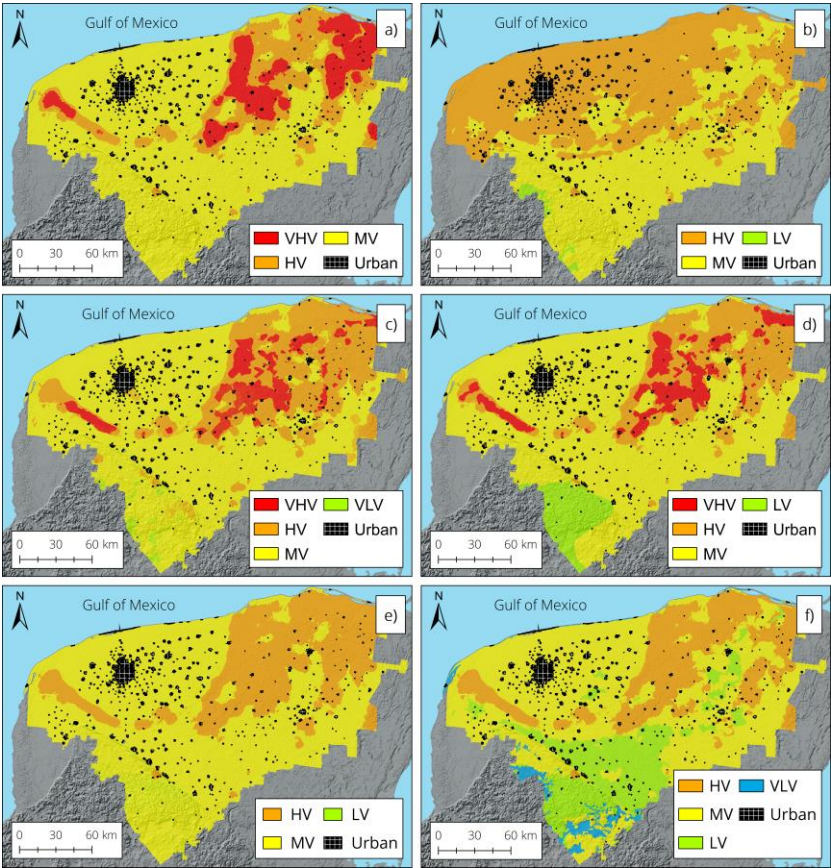 N
Gulf of Mexico
a)
0 30 60 km
VHV MV
HV Urban
N
Gulf of Mexico
b)
0 30 60 km
HV LV
MV Urban
N
Gulf of Mexico
c)
0 30 60 km
VHV VLV
HV Urban
MV
N
Gulf of Mexico
d)
0 30 60 km
VHV LV
HV Urban
MV
N
Gulf of Mexico
e)
0 30 60 km
HV LV
MV Urban
N
Gulf of Mexico
f)
0 30 60 km
HV VLV
MV Urban
LV